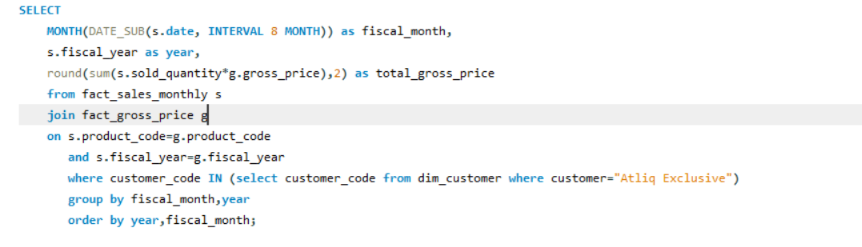 SELECT
MONTH(DATE_SUB(s.date, INTERVAL 8 MONTH)) as fiscal_month,
s.fiscal_year as year,
round(sum(s.sold_quantity*g.gross_price),2) as total_gross_price
from fact_sales_monthly s
join fact_gross_price g
on s.product_code=g.product_code
and s.fiscal_year=g.fiscal_year
where customer_code IN (select customer_code from dim_customer where customer="Atliq Exclusive")
group by fiscal_month,year
order by year,fiscal_month;